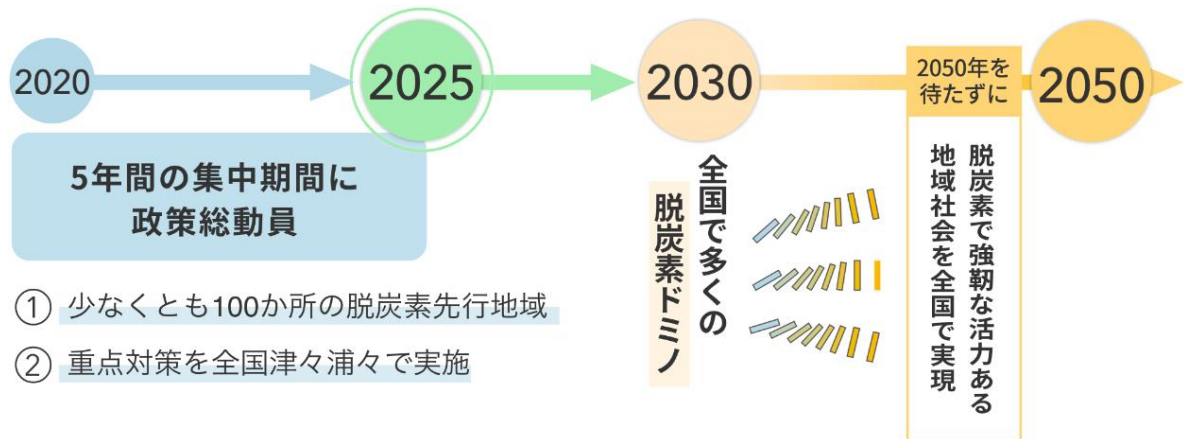 2020
2025
2030
2050年を
待たずに
2050
5年間の集中期間に
政策総動員
① 少なくとも100か所の脱炭素先行地域
② 重点対策を全国津々浦々で実施
全国で多くの
脱炭素ドミノ
脱炭素で強靭な活力ある
地域社会を全国で実現